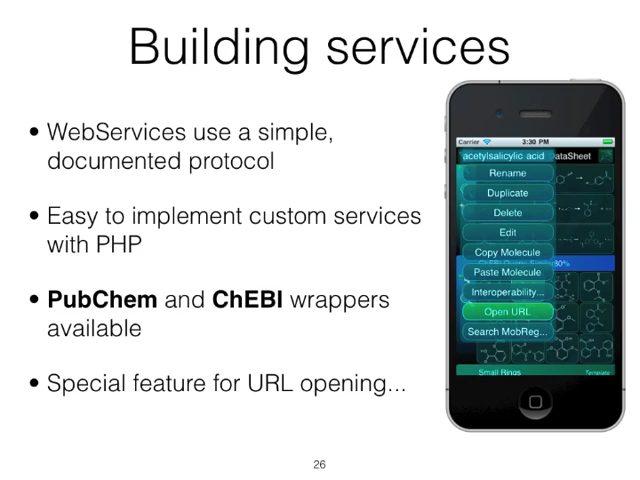 Building services
• WebServices use a simple,
documented protocol
• Easy to implement custom services
with PHP
• PubChem and ChEBI wrappers
available
• Special feature for URL opening...
Carrier 3:30 PM
acetylsalicylic acid DataSheet
Rename
Duplicate
Delete
Edit
Copy Molecule
Paste Molecule
Interoperability...
Open URL
Search MobReg...
Small Rings Template
26